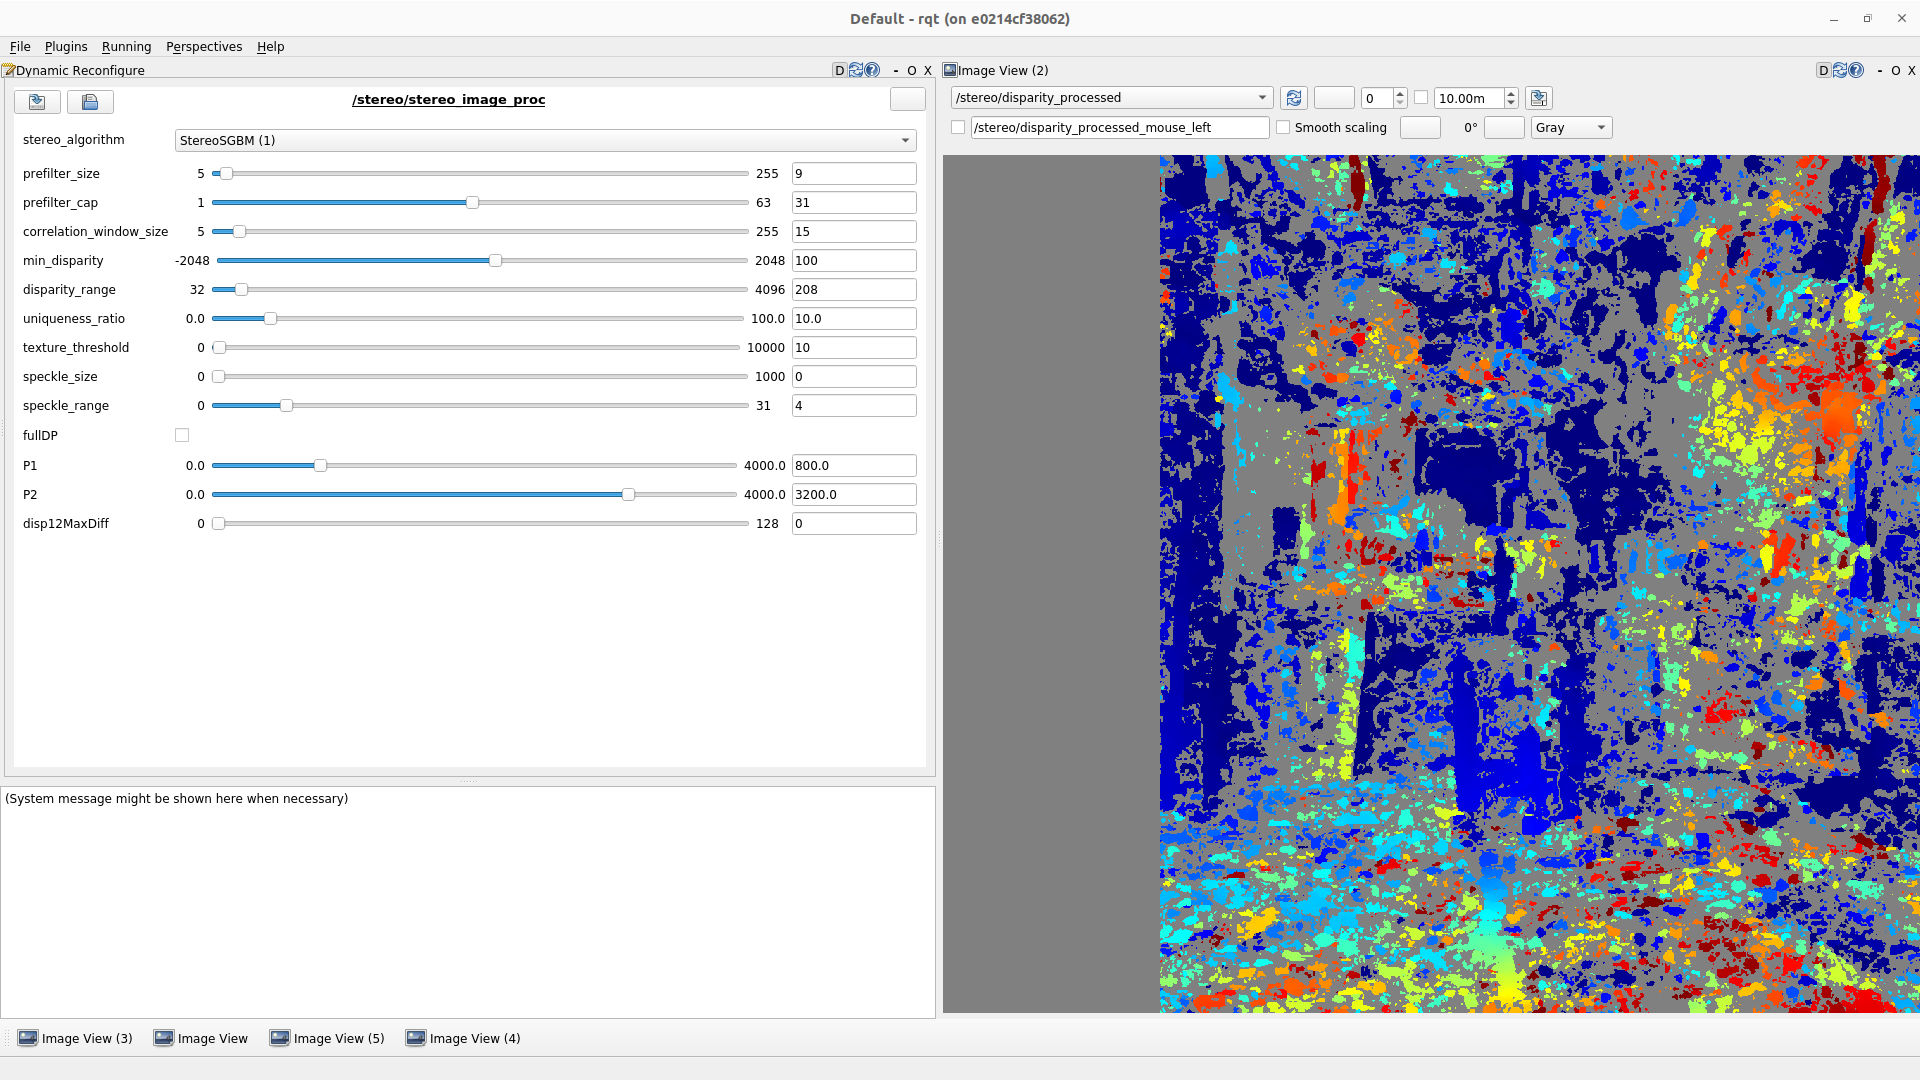 Default - rqt (on e0214cf38062)
File Plugins Running Perspectives Help
Dynamic Reconfigure D - O X
/stereo/stereo_image_proc
stereo_algorithm StereoSGBM (1)
prefilter_size 5 255 9
prefilter_cap 1 63 31
correlation_window_size 5 255 15
min_disparity -2048 2048 100
disparity_range 32 4096 208
uniqueness_ratio 0.0 100.0 10.0
texture_threshold 0 10000 10
speckle_size 0 1000 0
speckle_range 0 31 4
fullDP
P1 0.0 4000.0 800.0
P2 0.0 4000.0 3200.0
disp12MaxDiff 0 128 0
(System message might be shown here when necessary)
Image View (2) D - O X
/stereo/disparity_processed 0 10.00m
/stereo/disparity_processed_mouse_left Smooth scaling 0° Gray
Image View (3) Image View Image View (5) Image View (4)